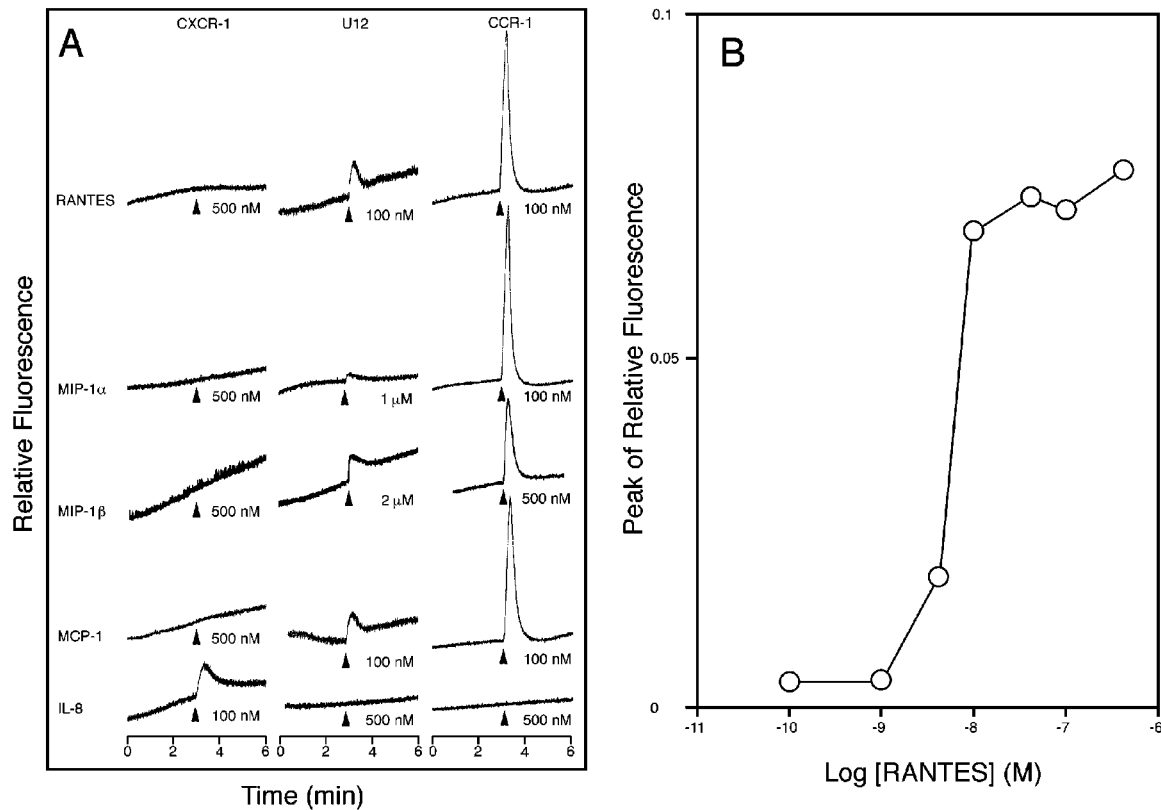 A
CXCR-1 U12 CCR-1
RANTES 500 nM 100 nM 100 nM
MIP-1α 500 nM 1 μM 100 nM
MIP-1β 500 nM 2 μM 500 nM
MCP-1 500 nM 100 nM 100 nM
IL-8 100 nM 500 nM 500 nM
0 2 4 6 0 2 4 6 0 2 4 6
Time (min)
Relative Fluorescence
B
0.1
0.05
0
-11 -10 -9 -8 -7 -6
Log [RANTES] (M)
Peak of Relative Fluorescence